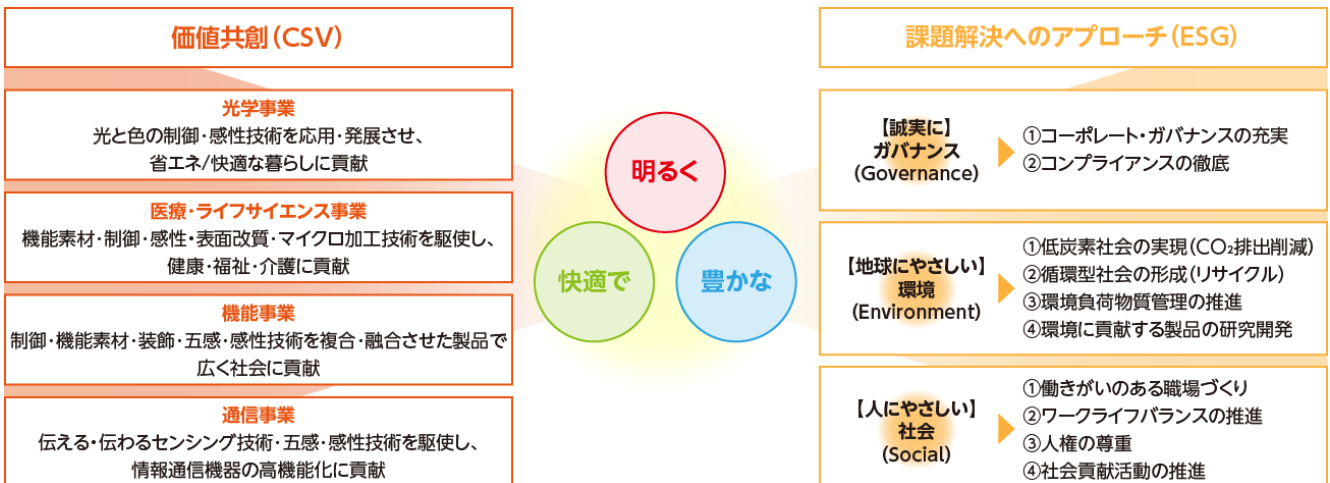 価値共創(CSV)
光学事業
光と色の制御・感性技術を応用・発展させ、
省エネ/快適な暮らしに貢献
医療・ライフサイエンス事業
機能素材・制御・感性・表面改質・マイクロ加工技術を駆使し、
健康・福祉・介護に貢献
機能事業
制御・機能素材・装飾・五感・感性技術を複合・融合させた製品で
広く社会に貢献
通信事業
伝える・伝わるセンシング技術・五感・感性技術を駆使し、
情報通信機器の高機能化に貢献
明るく
快適で
豊かな
課題解決へのアプローチ(ESG)
【誠実に】
ガバナンス
(Governance)
①コーポレート・ガバナンスの充実
②コンプライアンスの徹底
【地球にやさしい】
環境
(Environment)
①低炭素社会の実現(CO₂排出削減)
②循環型社会の形成(リサイクル)
③環境負荷物質管理の推進
④環境に貢献する製品の研究開発
【人にやさしい】
社会
(Social)
①働きがいのある職場づくり
②ワークライフバランスの推進
③人権の尊重
④社会貢献活動の推進